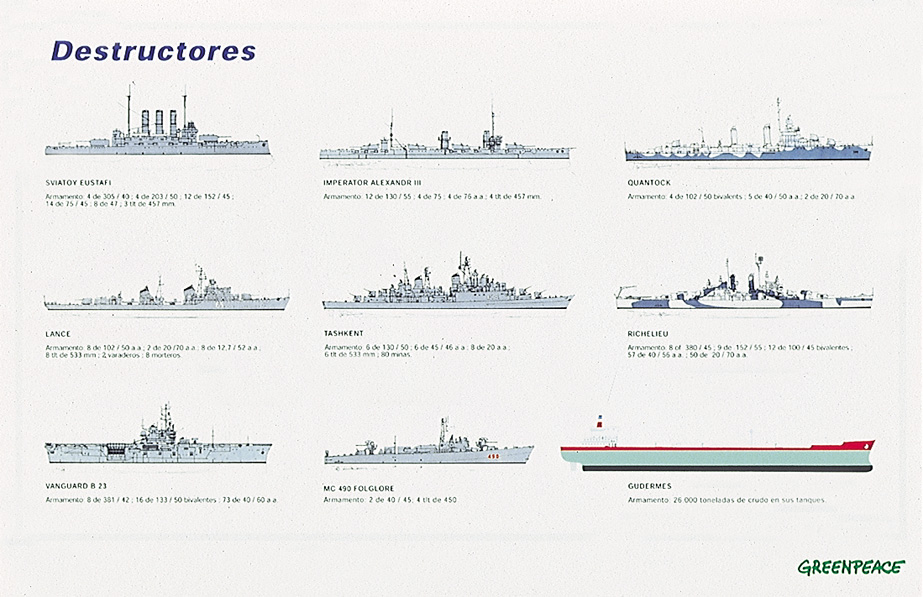 Destructores
SVIATOY EUSTAFI
Armamento: 4 de 305 / 40 ; 4 de 203 / 50 ; 12 de 152 / 45 ;
14 de 75 / 45 ; 8 de 47 ; 3 tlt de 457 mm.
IMPERATOR ALEXANDR III
Armamento: 12 de 130 / 55 ; 4 de 75 ; 4 de 76 a.a ; 4 tlt de 457 mm.
QUANTOCK
Armamento: 4 de 102 / 50 bivalents ; 5 de 40 / 50 a.a ; 2 de 20 / 70 a.a
LANCE
Armamento: 8 de 102 / 50 a.a ; 2 de 20 /70 a.a ; 8 de 12,7 / 52 a.a ;
8 tlt de 533 mm ; 2 varaderos ; 8 morteros.
TASHKENT
Armamento: 6 de 130 / 50 ; 6 de 45 / 46 a.a ; 8 de 20 a.a ;
6 tlt de 533 mm ; 80 minas.
RICHELIEU
Armamento: 8 of 380 / 45 ; 9 de 152 / 55 ; 12 de 100 / 45 bivalentes ;
57 de 40 / 56 a.a. ; 50 de 20 / 70 a.a.
VANGUARD B 23
Armamento: 8 de 381 / 42 ; 16 de 133 / 50 bivalentes ; 73 de 40 / 60 a.a.
MC 490 FOLGLORE
Armamento: 2 de 40 / 45; 4 tlt de 450
GUDERMES
Armamento: 26 000 toneladas de crudo en sus tanques.
GREENPEACE